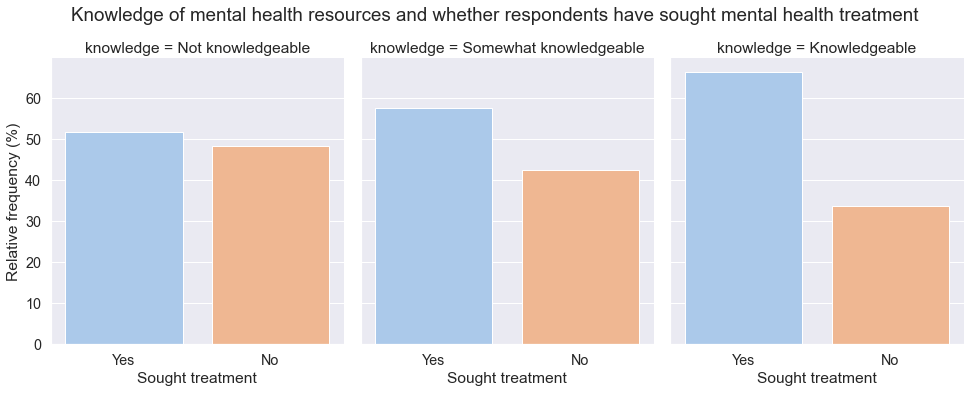 Knowledge of mental health resources and whether respondents have sought mental health treatment
knowledge = Not knowledgeable
knowledge = Somewhat knowledgeable
knowledge = Knowledgeable
Relative frequency (%)
60
50
40
30
20
10
0
Yes
No
Yes
No
Yes
No
Sought treatment
Sought treatment
Sought treatment